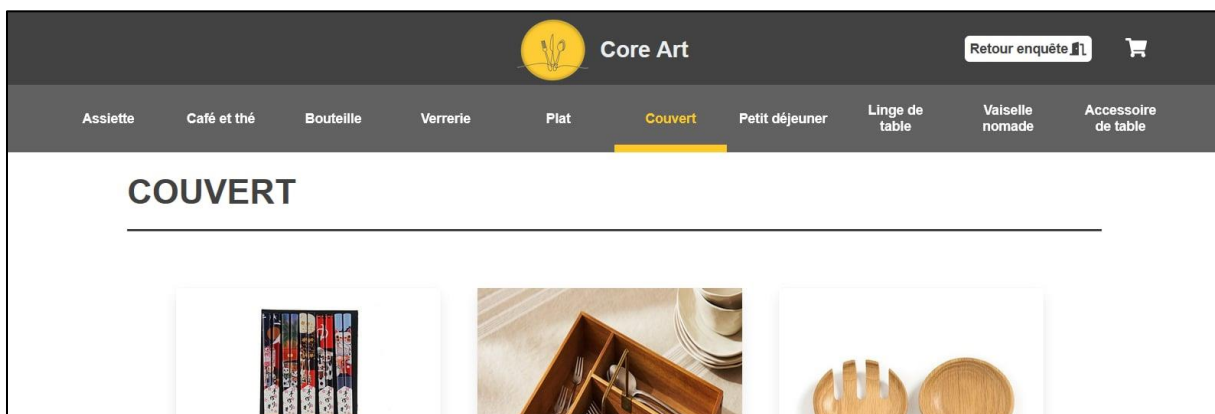 Core Art
Retour enquête
Assiette
Café et thé
Bouteille
Verrerie
Plat
Couvert
Petit déjeuner
Linge de
table
Vaiselle
nomade
Accessoire
de table
COUVERT